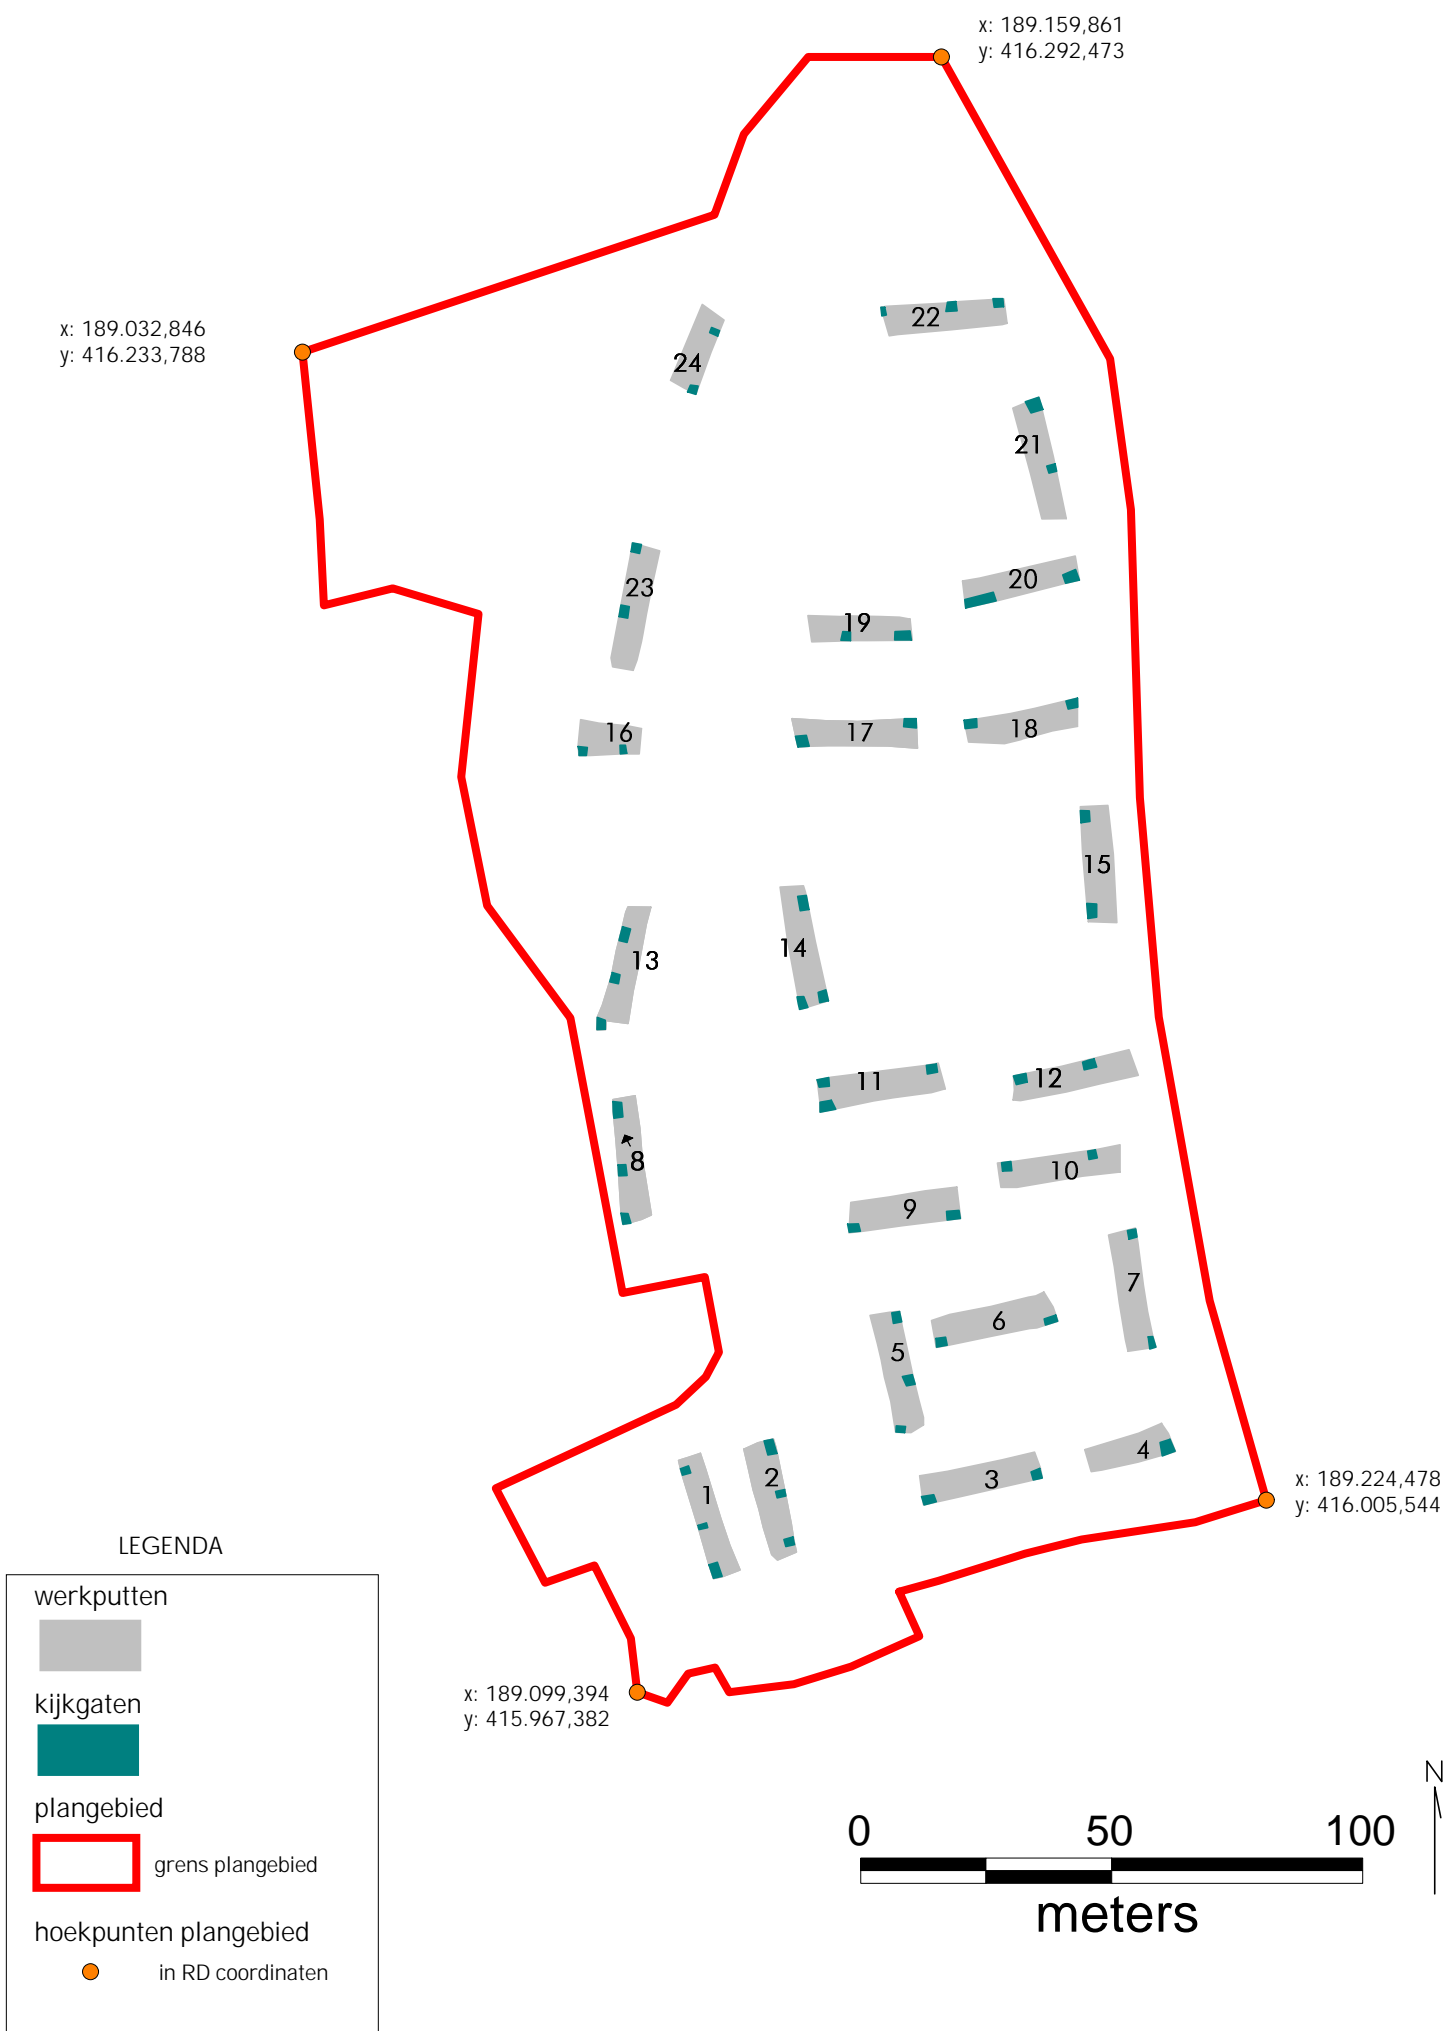 x: 189.159,861
y: 416.292,473
x: 189.032,846
y: 416.233,788
22
24
21
20
23
19
16
17
18
15
14
13
11
12
8
10
9
7
6
5
4
3
2
1
x: 189.224,478
y: 416.005,544
x: 189.099,394
y: 415.967,382
LEGENDA
werkputten
kijkgaten
plangebied
grens plangebied
hoekpunten plangebied
in RD coordinaten
N
0 50 100
meters